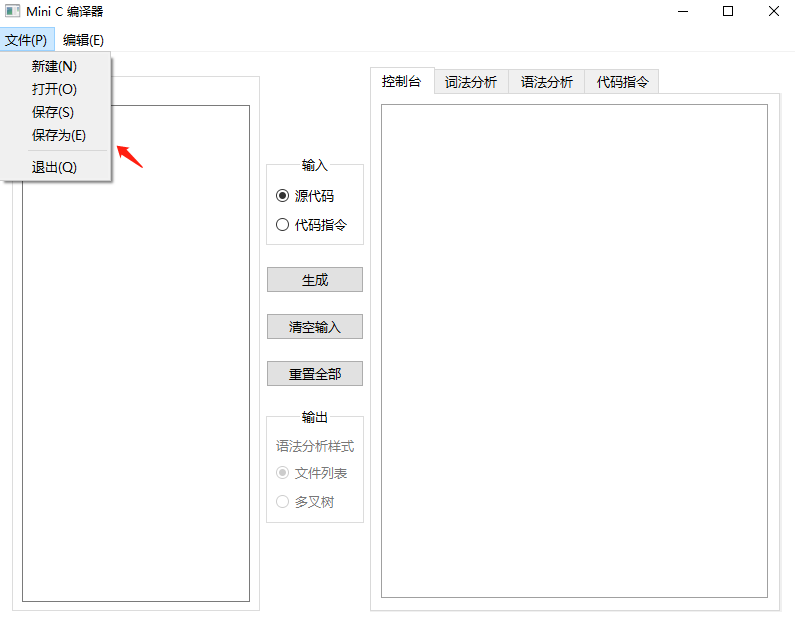 Mini C 编译器
文件(P) 编辑(E)
新建(N)
打开(O)
保存(S)
保存为(E)
退出(Q)
输入
源代码
代码指令
生成
清空输入
重置全部
输出
语法分析样式
文件列表
多叉树
控制台 词法分析 语法分析 代码指令